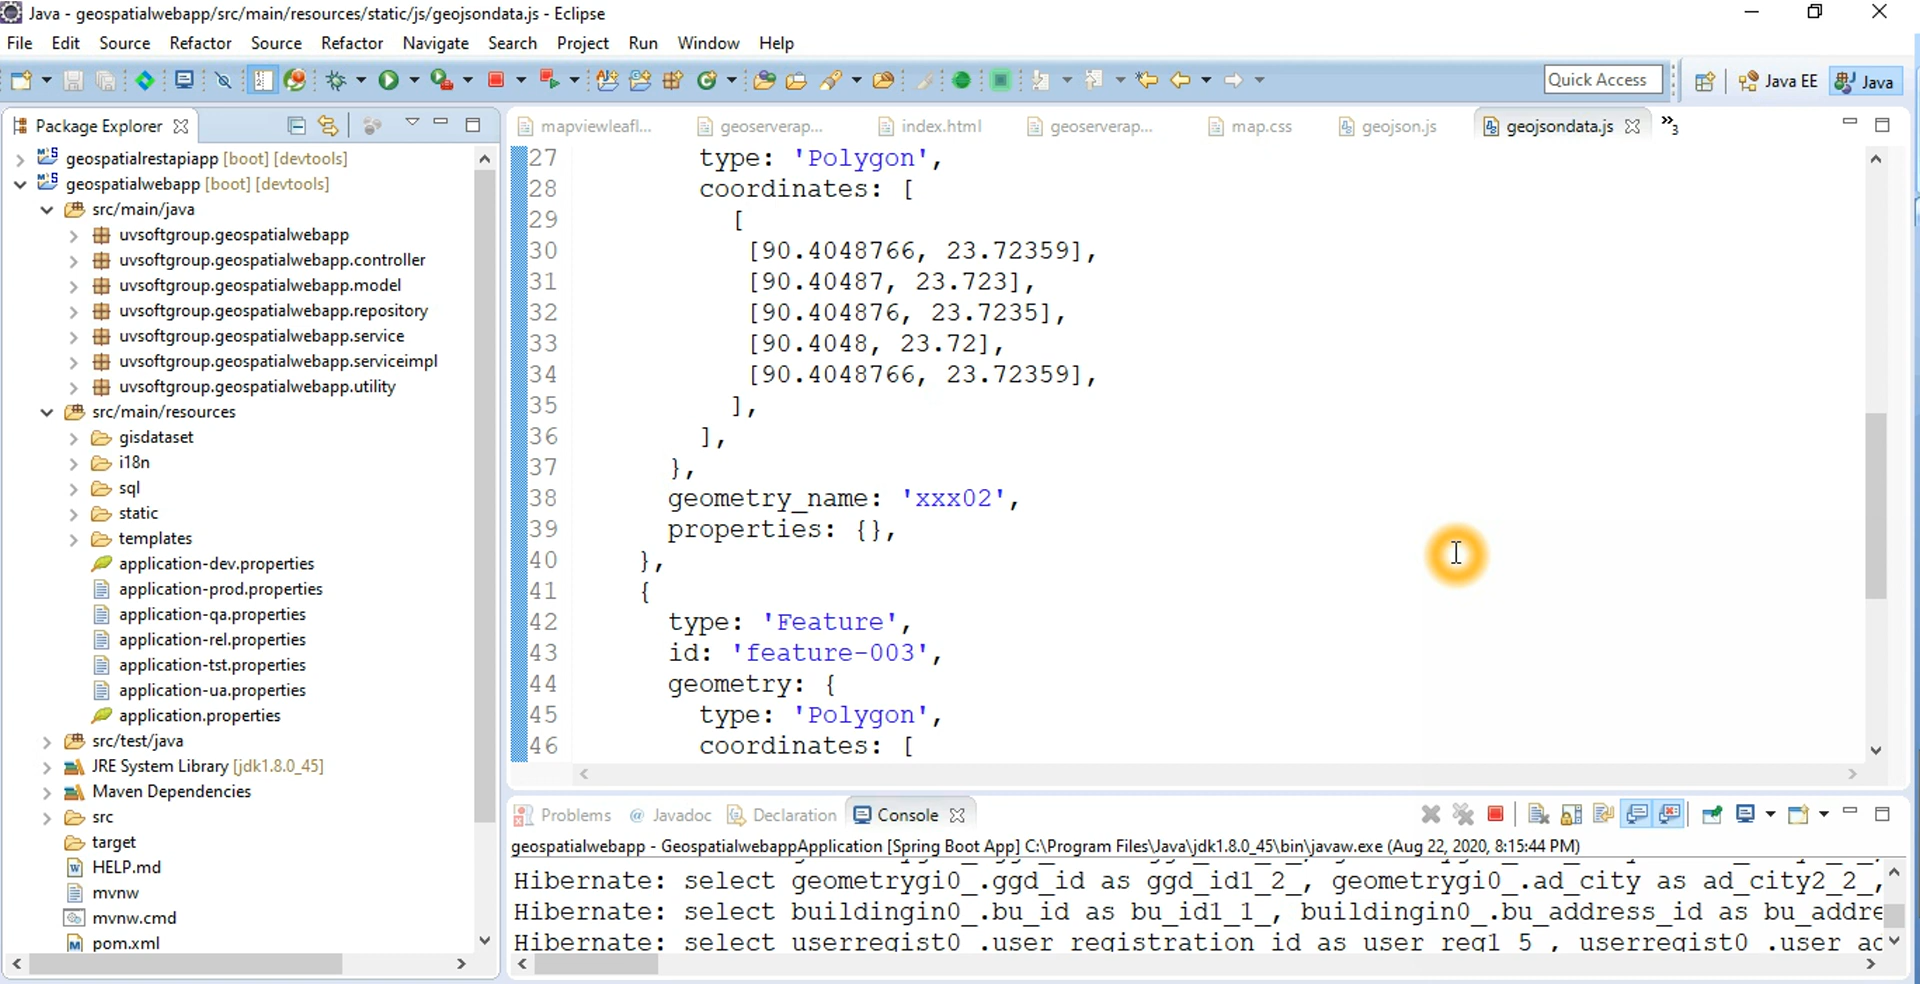 Java - geospatialwebapp/src/main/resources/static/js/geojsondata.js - Eclipse
File Edit Source Refactor Source Refactor Navigate Search Project Run Window Help
Quick Access
Java EE
Java
Package Explorer
geospatialrestapiapp [boot] [devtools]
geospatialwebapp [boot] [devtools]
src/main/java
uvsoftgroup.geospatialwebapp
uvsoftgroup.geospatialwebapp.controller
uvsoftgroup.geospatialwebapp.model
uvsoftgroup.geospatialwebapp.repository
uvsoftgroup.geospatialwebapp.service
uvsoftgroup.geospatialwebapp.serviceimpl
uvsoftgroup.geospatialwebapp.utility
src/main/resources
gisdataset
i18n
sql
static
templates
application-dev.properties
application-prod.properties
application-qa.properties
application-rel.properties
application-tst.properties
application-ua.properties
application.properties
src/test/java
JRE System Library [jdk1.8.0_45]
Maven Dependencies
src
target
HELP.md
mvnw
mvnw.cmd
pom.xml
mapviewleafl... geoserverap... index.html geoserverap... map.css geojson.js geojsondata.js »3
27 type: 'Polygon',
28 coordinates: [
29 [
30 [90.4048766, 23.72359],
31 [90.40487, 23.723],
32 [90.404876, 23.7235],
33 [90.4048, 23.72],
34 [90.4048766, 23.72359],
35 ],
36 ],
37 },
38 geometry_name: 'xxx02',
39 properties: {},
40 },
41 {
42 type: 'Feature',
43 id: 'feature-003',
44 geometry: {
45 type: 'Polygon',
46 coordinates: [
Problems @ Javadoc Declaration Console
geospatialwebapp - GeospatialwebappApplication [Spring Boot App] C:\Program Files\Java\jdk1.8.0_45\bin\javaw.exe (Aug 22, 2020, 8:15:44 PM)
Hibernate: select geometrygi0_.ggd_id as ggd_id1_2_, geometrygi0_.ad_city as ad_city2_2_,
Hibernate: select buildingin0_.bu_id as bu_id1_1_, buildingin0_.bu_address_id as bu_addre
Hibernate: select userregist0_.user_registration_id as user_reg1_5_, userregist0_.user_ac